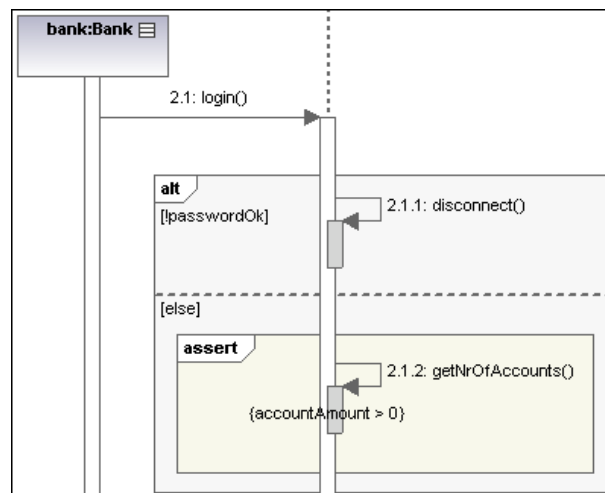 bank:Bank
2.1: login()
alt
[!passwordOk]
2.1.1: disconnect()
[else]
assert
2.1.2: getNrOfAccounts()
{accountAmount > 0}